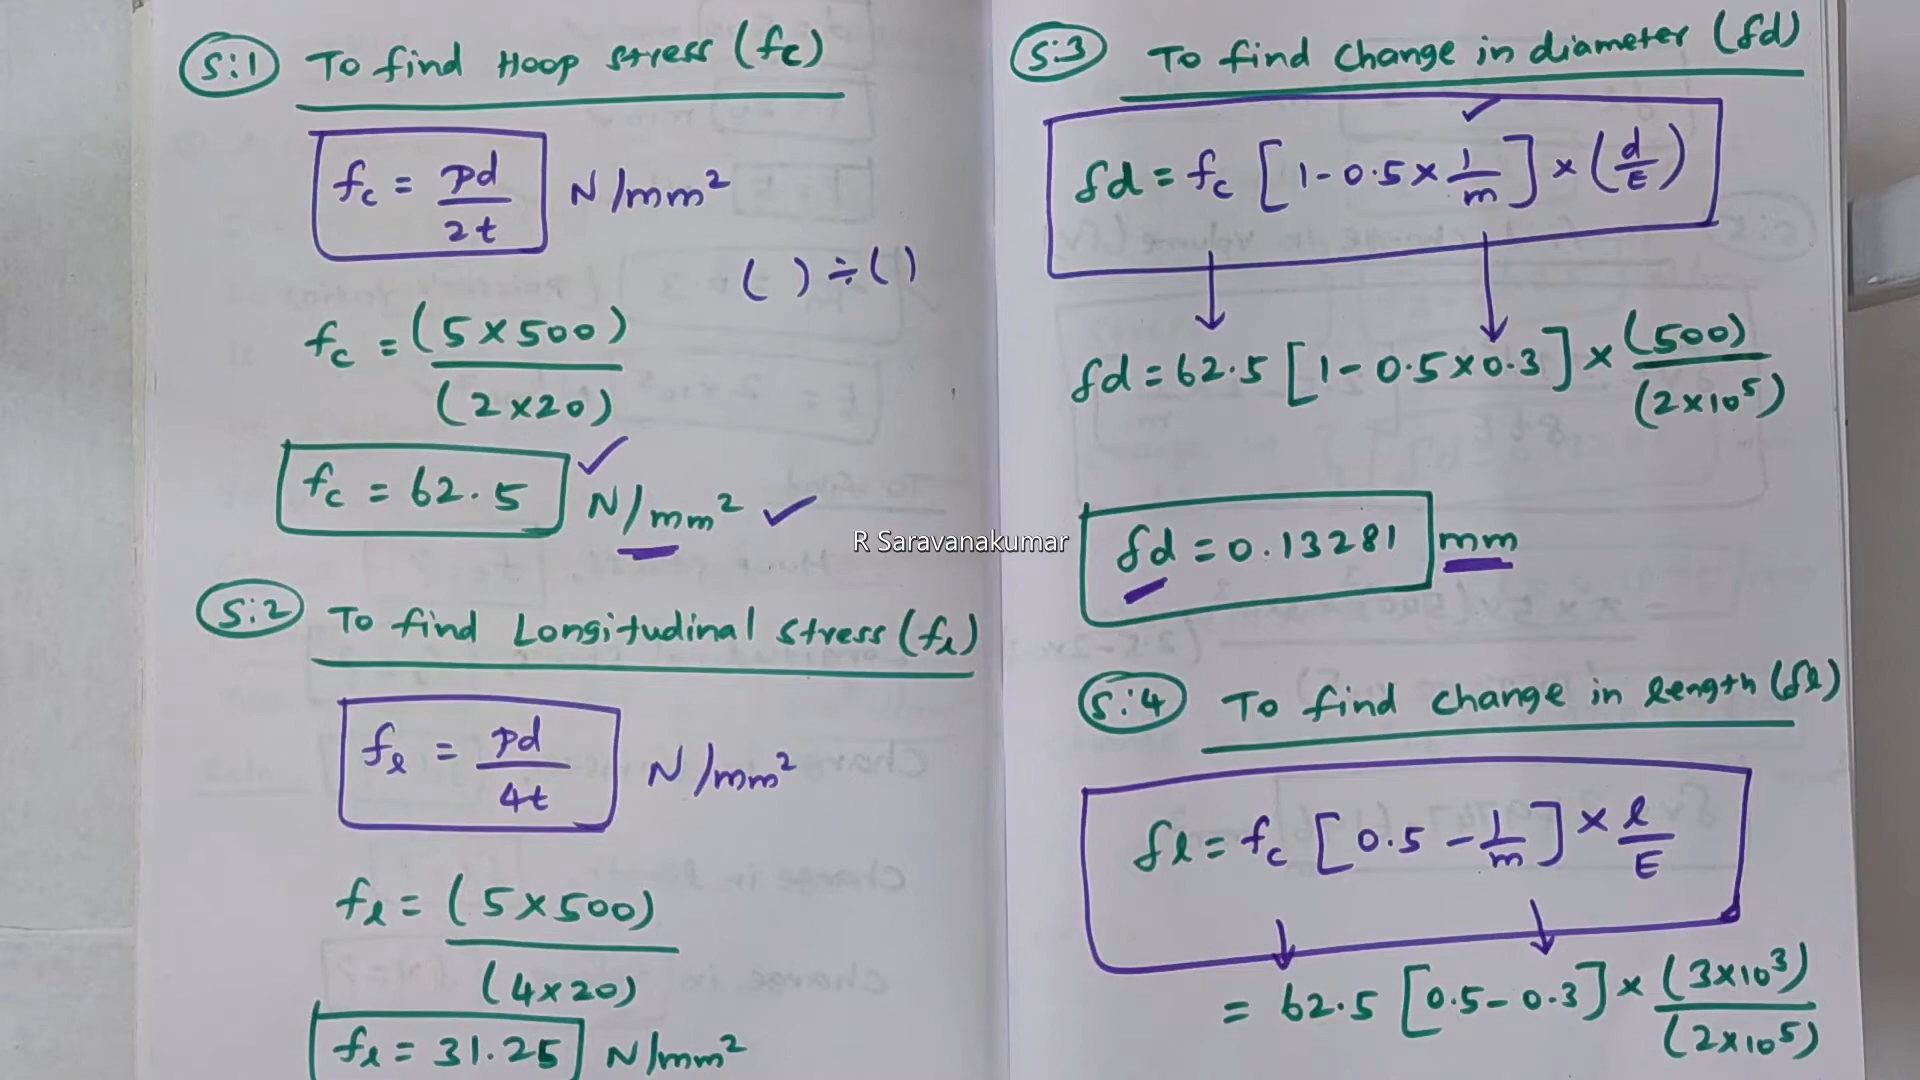 S:1 To find Hoop stress (fc)
fc = pd / 2t N/mm²
( ) ÷ ( )
fc = (5 x 500) / (2 x 20)
fc = 62.5 N/mm²
S:2 To find Longitudinal stress (fl)
fl = pd / 4t N/mm²
fl = (5 x 500) / (4 x 20)
fl = 31.25 N/mm²
S:3 To find change in diameter (δd)
δd = fc [1 - 0.5 x 1/m] x (d/E)
δd = 62.5 [1 - 0.5 x 0.3] x (500) / (2 x 10⁵)
δd = 0.13281 mm
R Saravanakumar
S:4 To find change in length (δl)
δl = fc [0.5 - 1/m] x l/E
= 62.5 [0.5 - 0.3] x (3 x 10³) / (2 x 10⁵)